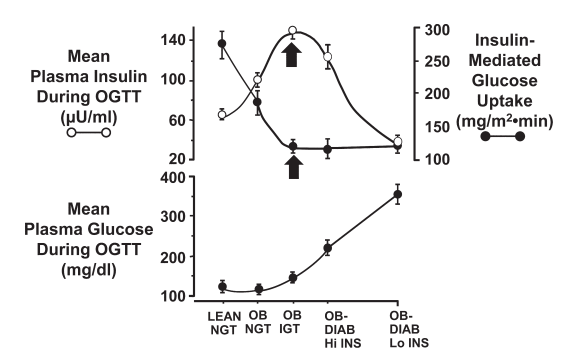 Mean
Plasma Insulin
During OGTT
(µU/ml)
140
100
60
20
300
250
200
150
100
Insulin-
Mediated
Glucose
Uptake
(mg/m²•min)
Mean
Plasma Glucose
During OGTT
(mg/dl)
400
300
200
100
LEAN
NGT
OB
NGT
OB
IGT
OB-
DIAB
Hi INS
OB-
DIAB
Lo INS